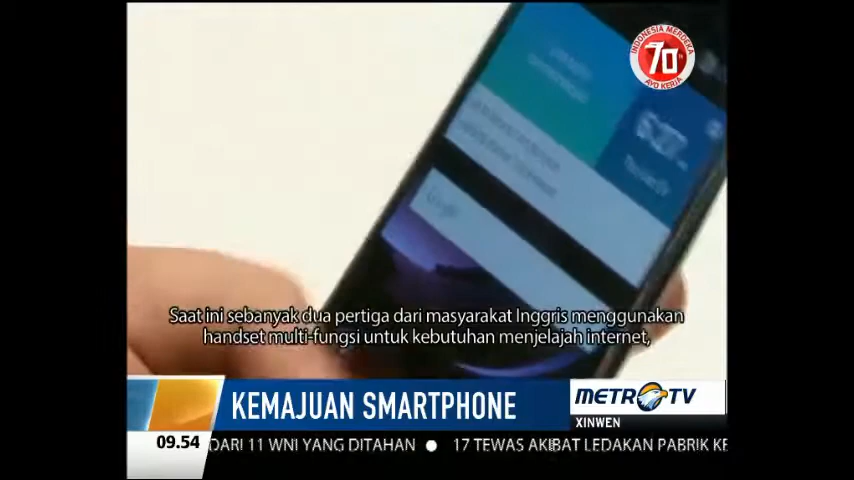 INDONESIA MERDEKA
70
AYO KERJA
Saat ini sebanyak dua pertiga dari masyarakat Inggris menggunakan
handset multi-fungsi untuk kebutuhan menjelajah internet,
KEMAJUAN SMARTPHONE
METRO TV
XINWEN
09.54
DARI 11 WNI YANG DITAHAN ● 17 TEWAS AKIBAT LEDAKAN PABRIK KE